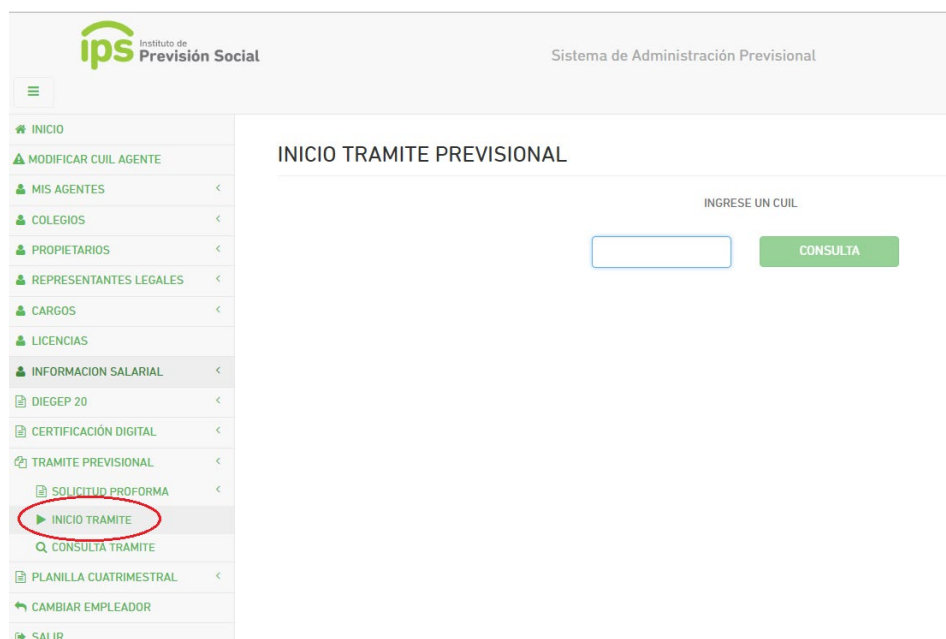 ips Instituto de
Previsión Social
Sistema de Administración Previsional
INICIO
MODIFICAR CUIL AGENTE
MIS AGENTES
COLEGIOS
PROPIETARIOS
REPRESENTANTES LEGALES
CARGOS
LICENCIAS
INFORMACION SALARIAL
DIEGEP 20
CERTIFICACIÓN DIGITAL
TRAMITE PREVISIONAL
SOLICITUD PROFORMA
INICIO TRAMITE
CONSULTA TRAMITE
PLANILLA CUATRIMESTRAL
CAMBIAR EMPLEADOR
SALIR
INICIO TRAMITE PREVISIONAL
INGRESE UN CUIL
CONSULTA